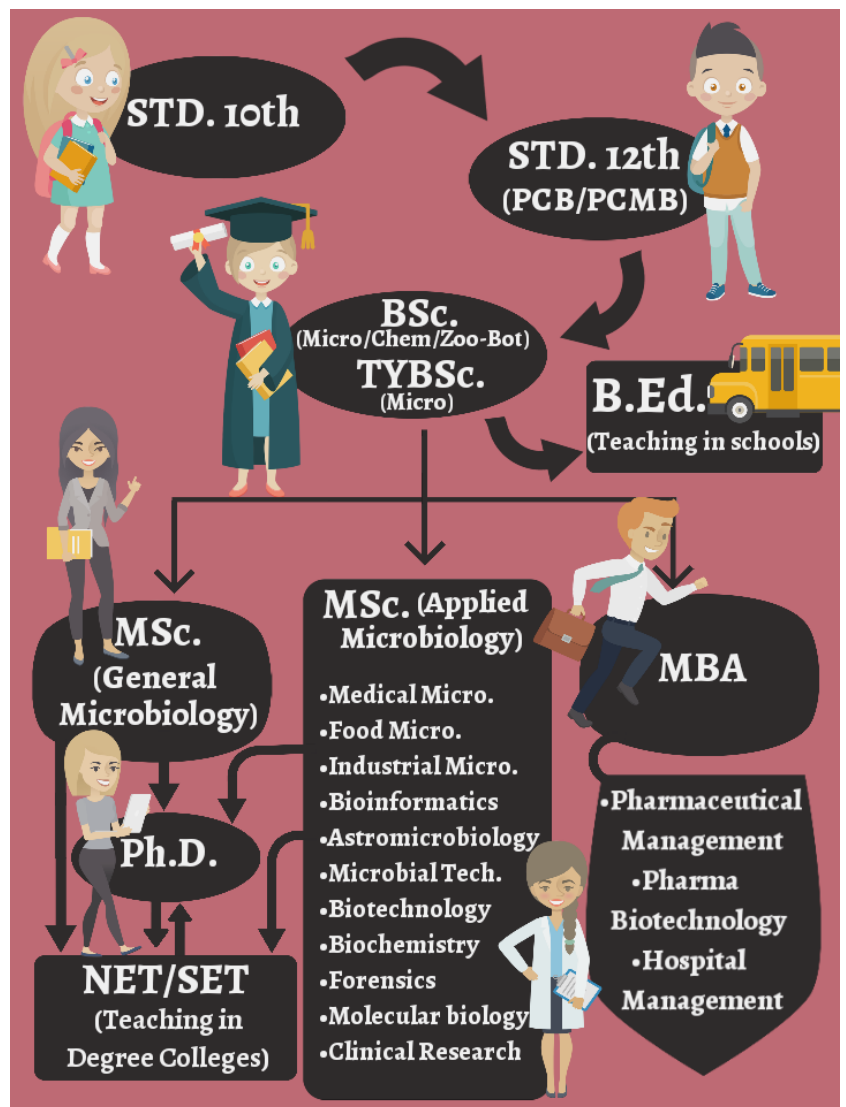 STD. 10th
STD. 12th
(PCB/PCMB)
BSc.
(Micro/Chem/Zoo-Bot)
TYBSc.
(Micro)
B.Ed.
(Teaching in schools)
MSc.
(General
Microbiology)
MSc. (Applied
Microbiology)
•Medical Micro.
•Food Micro.
•Industrial Micro.
•Bioinformatics
•Astromicrobiology
•Microbial Tech.
•Biotechnology
•Biochemistry
•Forensics
•Molecular biology
•Clinical Research
MBA
•Pharmaceutical
Management
•Pharma
Biotechnology
•Hospital
Management
Ph.D.
NET/SET
(Teaching in
Degree Colleges)